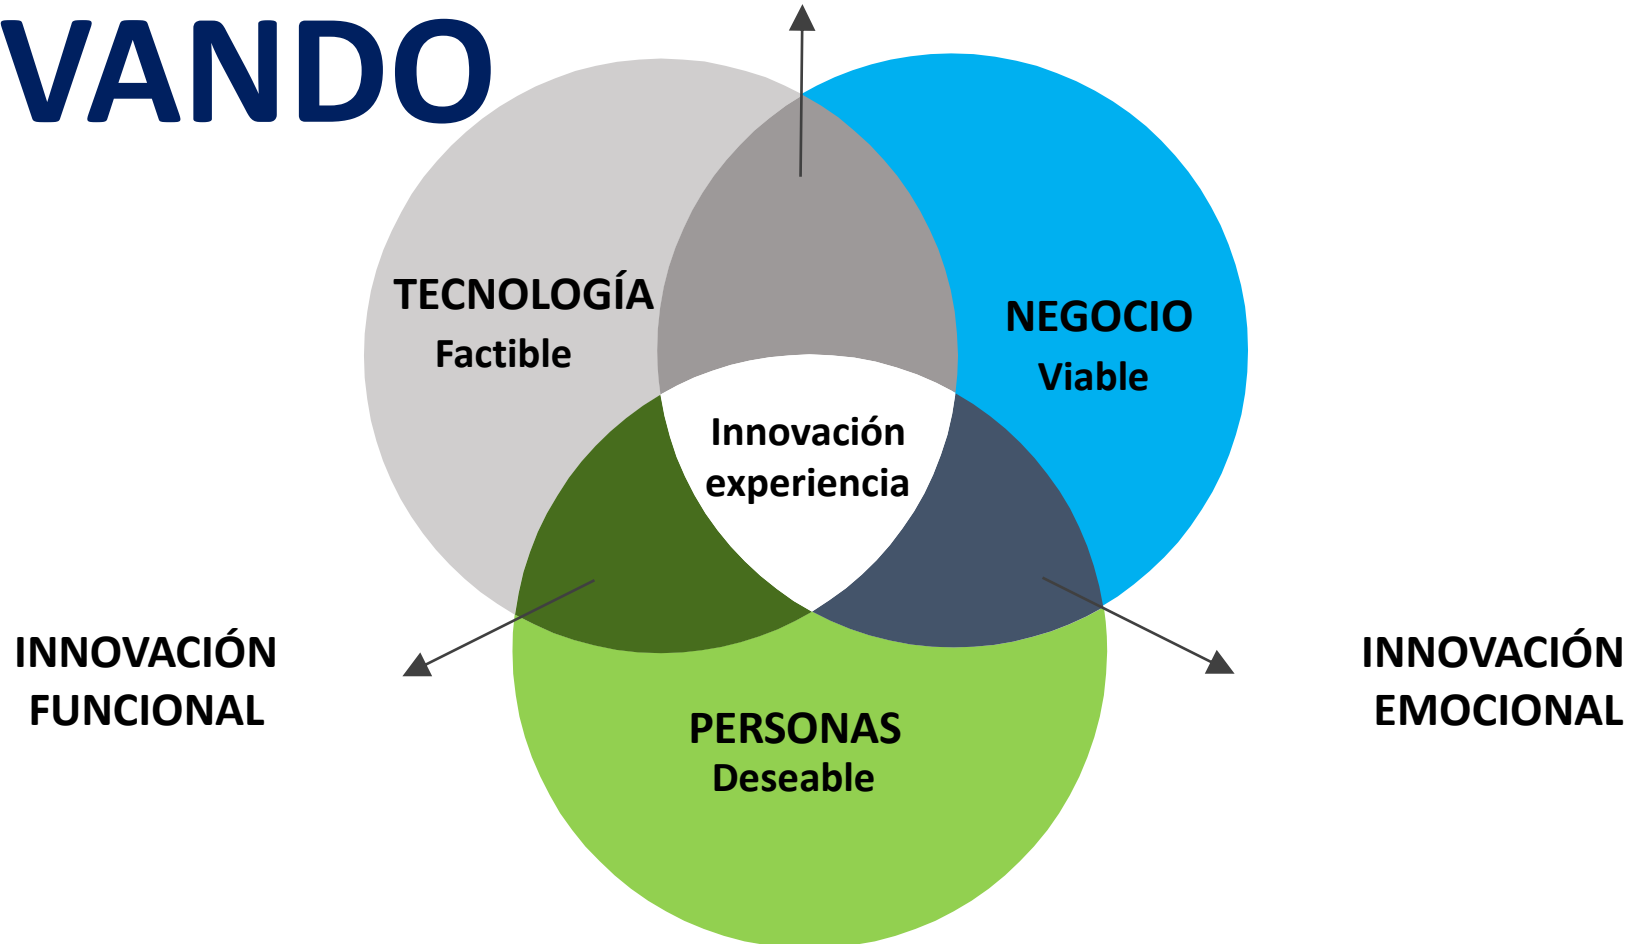 VANDO
TECNOLOGÍA
Factible
NEGOCIO
Viable
Innovación
experiencia
INNOVACIÓN
FUNCIONAL
INNOVACIÓN
EMOCIONAL
PERSONAS
Deseable